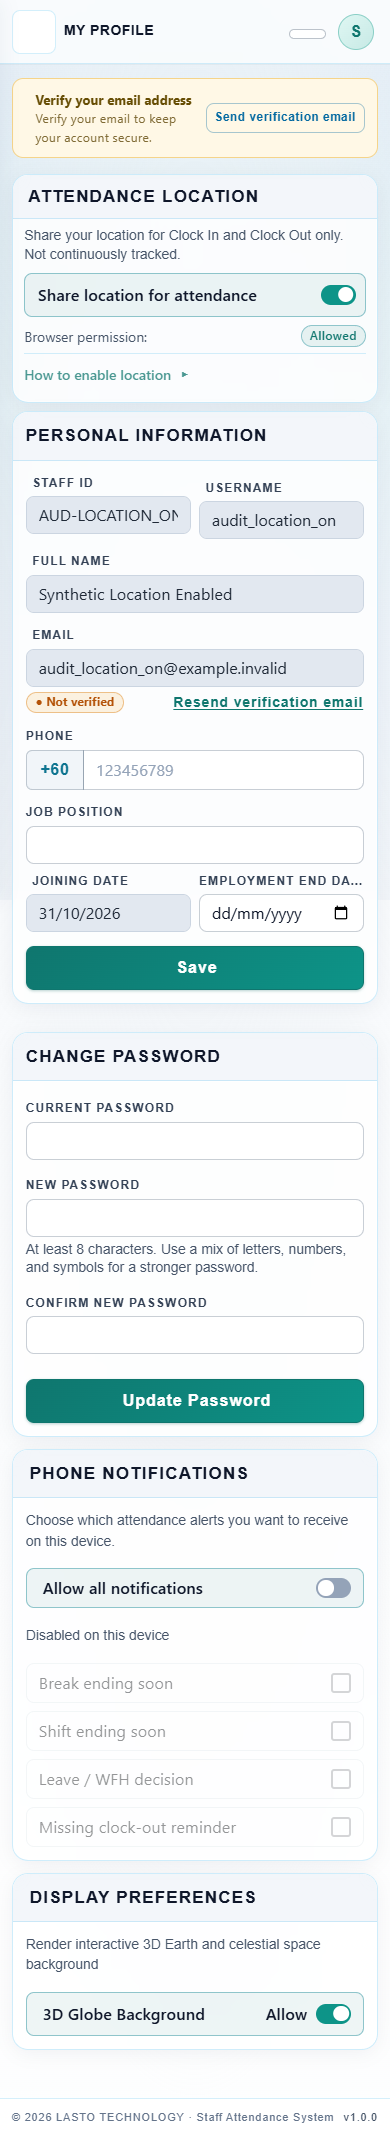 MY PROFILE
S
Verify your email address
Verify your email to keep
your account secure.
Send verification email
ATTENDANCE LOCATION
Share your location for Clock In and Clock Out only.
Not continuously tracked.
Share location for attendance
Browser permission:
Allowed
How to enable location ▸
PERSONAL INFORMATION
STAFF ID
USERNAME
AUD-LOCATION_ON
audit_location_on
FULL NAME
Synthetic Location Enabled
EMAIL
audit_location_on@example.invalid
● Not verified
Resend verification email
PHONE
+60
123456789
JOB POSITION
JOINING DATE
EMPLOYMENT END DA...
31/10/2026
dd/mm/yyyy
Save
CHANGE PASSWORD
CURRENT PASSWORD
NEW PASSWORD
At least 8 characters. Use a mix of letters, numbers,
and symbols for a stronger password.
CONFIRM NEW PASSWORD
Update Password
PHONE NOTIFICATIONS
Choose which attendance alerts you want to receive
on this device.
Allow all notifications
Disabled on this device
Break ending soon
Shift ending soon
Leave / WFH decision
Missing clock-out reminder
DISPLAY PREFERENCES
Render interactive 3D Earth and celestial space
background
3D Globe Background
Allow
© 2026 LASTO TECHNOLOGY · Staff Attendance System v1.0.0